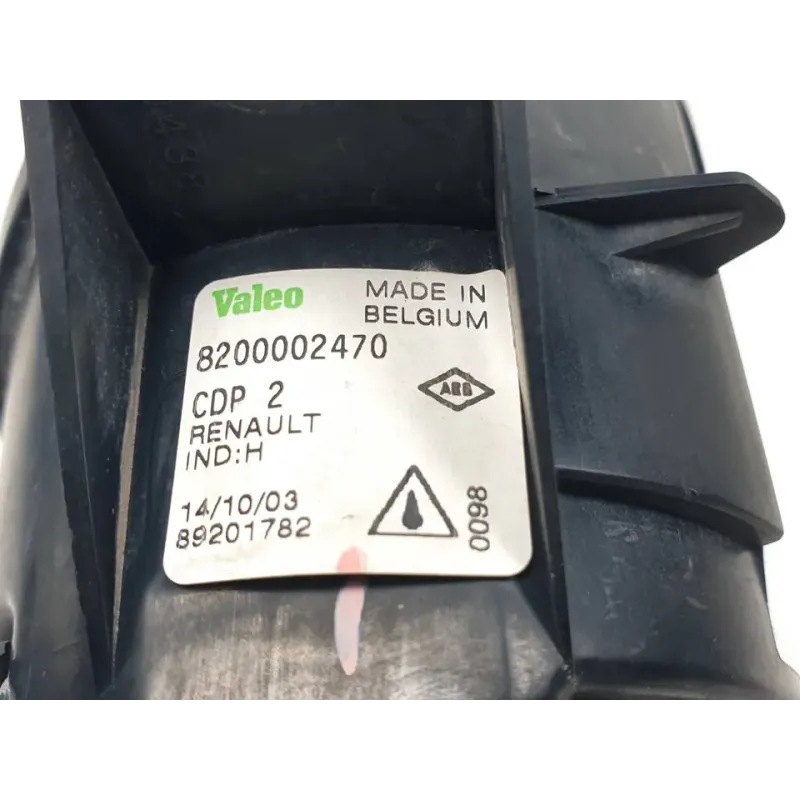 Valeo
MADE IN
BELGIUM
8200002470
CDP 2
RENAULT
IND:H
14/10/03
89201782
0098